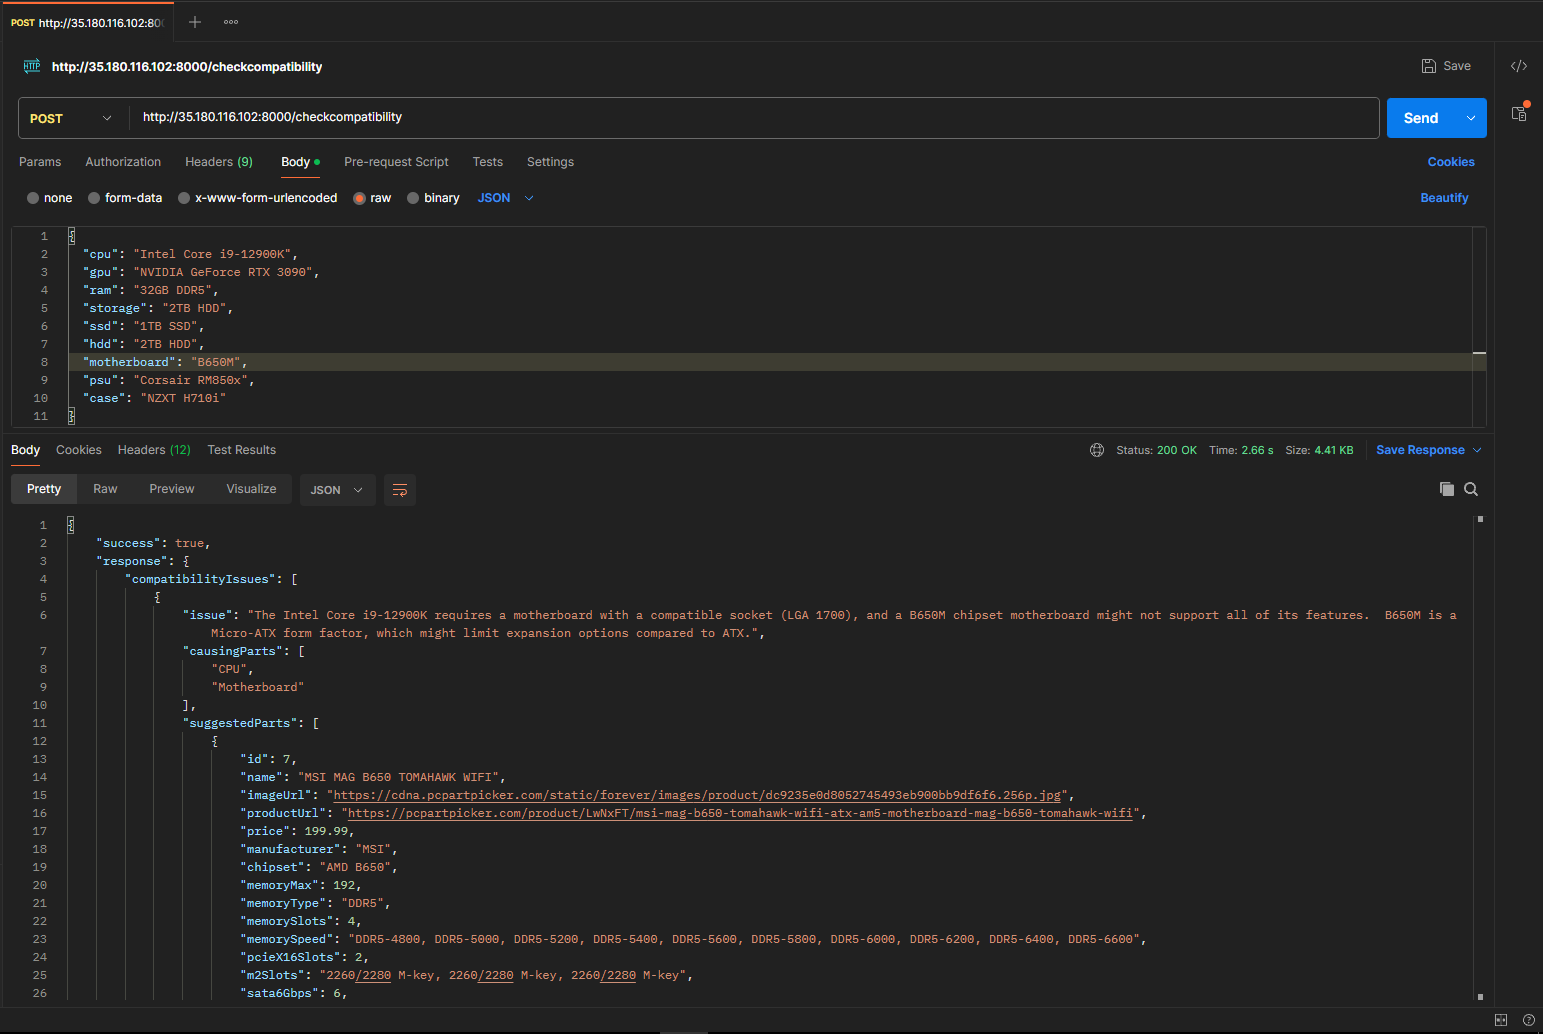 POST http://35.180.116.102:800
http://35.180.116.102:8000/checkcompatibility
Save
POST
http://35.180.116.102:8000/checkcompatibility
Send
Params Authorization Headers (9) Body Pre-request Script Tests Settings Cookies
none form-data x-www-form-urlencoded raw binary JSON Beautify
1 {
2 "cpu": "Intel Core i9-12900K",
3 "gpu": "NVIDIA GeForce RTX 3090",
4 "ram": "32GB DDR5",
5 "storage": "2TB HDD",
6 "ssd": "1TB SSD",
7 "hdd": "2TB HDD",
8 "motherboard": "B650M",
9 "psu": "Corsair RM850x",
10 "case": "NZXT H710i"
11 }
Body Cookies Headers (12) Test Results Status: 200 OK Time: 2.66 s Size: 4.41 KB Save Response
Pretty Raw Preview Visualize JSON
1 {
2 "success": true,
3 "response": {
4 "compatibilityIssues": [
5 {
6 "issue": "The Intel Core i9-12900K requires a motherboard with a compatible socket (LGA 1700), and a B650M chipset motherboard might not support all of its features.  B650M is a
Micro-ATX form factor, which might limit expansion options compared to ATX.",
7 "causingParts": [
8 "CPU",
9 "Motherboard"
10 ],
11 "suggestedParts": [
12 {
13 "id": 7,
14 "name": "MSI MAG B650 TOMAHAWK WIFI",
15 "imageUrl": "https://cdna.pcpartpicker.com/static/forever/images/product/dc9235e0d8052745493eb900bb9df6f6.256p.jpg",
16 "productUrl": "https://pcpartpicker.com/product/LwNxFT/msi-mag-b650-tomahawk-wifi-atx-am5-motherboard-mag-b650-tomahawk-wifi",
17 "price": 199.99,
18 "manufacturer": "MSI",
19 "chipset": "AMD B650",
20 "memoryMax": 192,
21 "memoryType": "DDR5",
22 "memorySlots": 4,
23 "memorySpeed": "DDR5-4800, DDR5-5000, DDR5-5200, DDR5-5400, DDR5-5600, DDR5-5800, DDR5-6000, DDR5-6200, DDR5-6400, DDR5-6600",
24 "pcieX16Slots": 2,
25 "m2Slots": "2260/2280 M-key, 2260/2280 M-key, 2260/2280 M-key",
26 "sata6Gbps": 6,